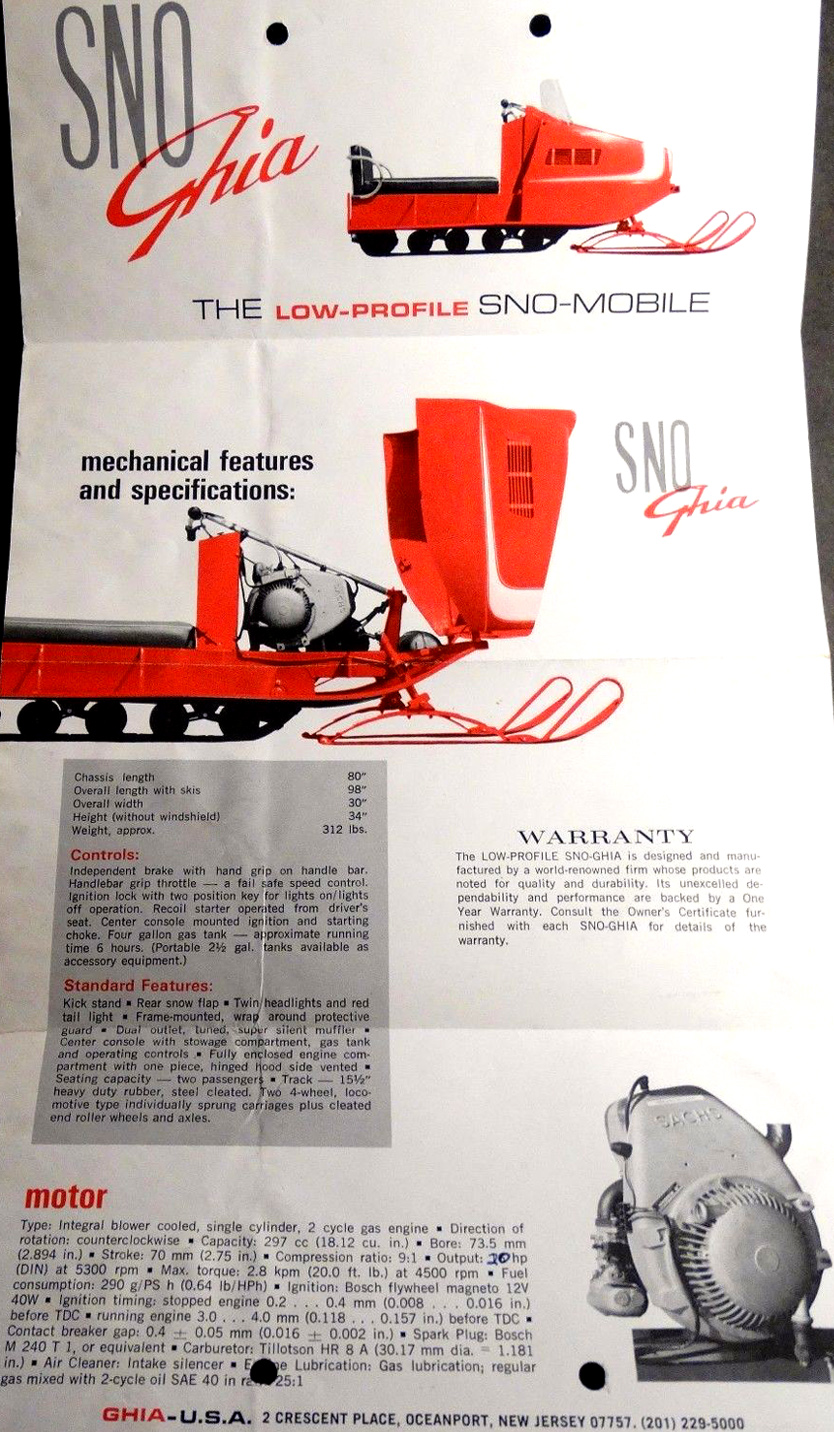 SNO
Ghia
THE LOW-PROFILE SNO-MOBILE
mechanical features
and specifications:
SNO
Ghia
SACHS
Chassis length 80"
Overall length with skis 98"
Overall width 30"
Height (without windshield) 34"
Weight, approx. 312 lbs.
Controls:
Independent brake with hand grip on handle bar.
Handlebar grip throttle — a fail safe speed control.
Ignition lock with two position key for lights on/lights
off operation. Recoil starter operated from driver's
seat. Center console mounted ignition and starting
choke. Four gallon gas tank — approximate running
time 6 hours. (Portable 2½ gal. tanks available as
accessory equipment.)
Standard Features:
Kick stand ▪ Rear snow flap ▪ Twin headlights and red
tail light ▪ Frame-mounted, wrap around protective
guard ▪ Dual outlet, tuned, super silent muffler ▪
Center console with stowage compartment, gas tank
and operating controls ▪ Fully enclosed engine com-
partment with one piece, hinged hood side vented ▪
Seating capacity — two passengers ▪ Track — 15½"
heavy duty rubber, steel cleated. Two 4-wheel, loco-
motive type individually sprung carriages plus cleated
end roller wheels and axles.
WARRANTY
The LOW-PROFILE SNO-GHIA is designed and manu-
factured by a world-renowned firm whose products are
noted for quality and durability. Its unexcelled de-
pendability and performance are backed by a One
Year Warranty. Consult the Owner's Certificate fur-
nished with each SNO-GHIA for details of the
warranty.
SACHS
motor
Type: Integral blower cooled, single cylinder, 2 cycle gas engine ▪ Direction of
rotation: counterclockwise ▪ Capacity: 297 cc (18.12 cu. in.) ▪ Bore: 73.5 mm
(2.894 in.) ▪ Stroke: 70 mm (2.75 in.) ▪ Compression ratio: 9:1 ▪ Output: 20 hp
(DIN) at 5300 rpm ▪ Max. torque: 2.8 kpm (20.0 ft. lb.) at 4500 rpm ▪ Fuel
consumption: 290 g/PS h (0.64 lb/HPh) ▪ Ignition: Bosch flywheel magneto 12V
40W ▪ Ignition timing: stopped engine 0.2 . . . 0.4 mm (0.008 . . . 0.016 in.)
before TDC ▪ running engine 3.0 . . . 4.0 mm (0.118 . . . 0.157 in.) before TDC ▪
Contact breaker gap: 0.4 ± 0.05 mm (0.016 ± 0.002 in.) ▪ Spark Plug: Bosch
M 240 T 1, or equivalent ▪ Carburetor: Tillotson HR 8 A (30.17 mm dia. = 1.181
in.) ▪ Air Cleaner: Intake silencer ▪ Lubrication: Gas lubrication; regular
gas mixed with 2-cycle oil SAE 40 in 25:1
GHIA-U.S.A. 2 CRESCENT PLACE, OCEANPORT, NEW JERSEY 07757. (201) 229-5000